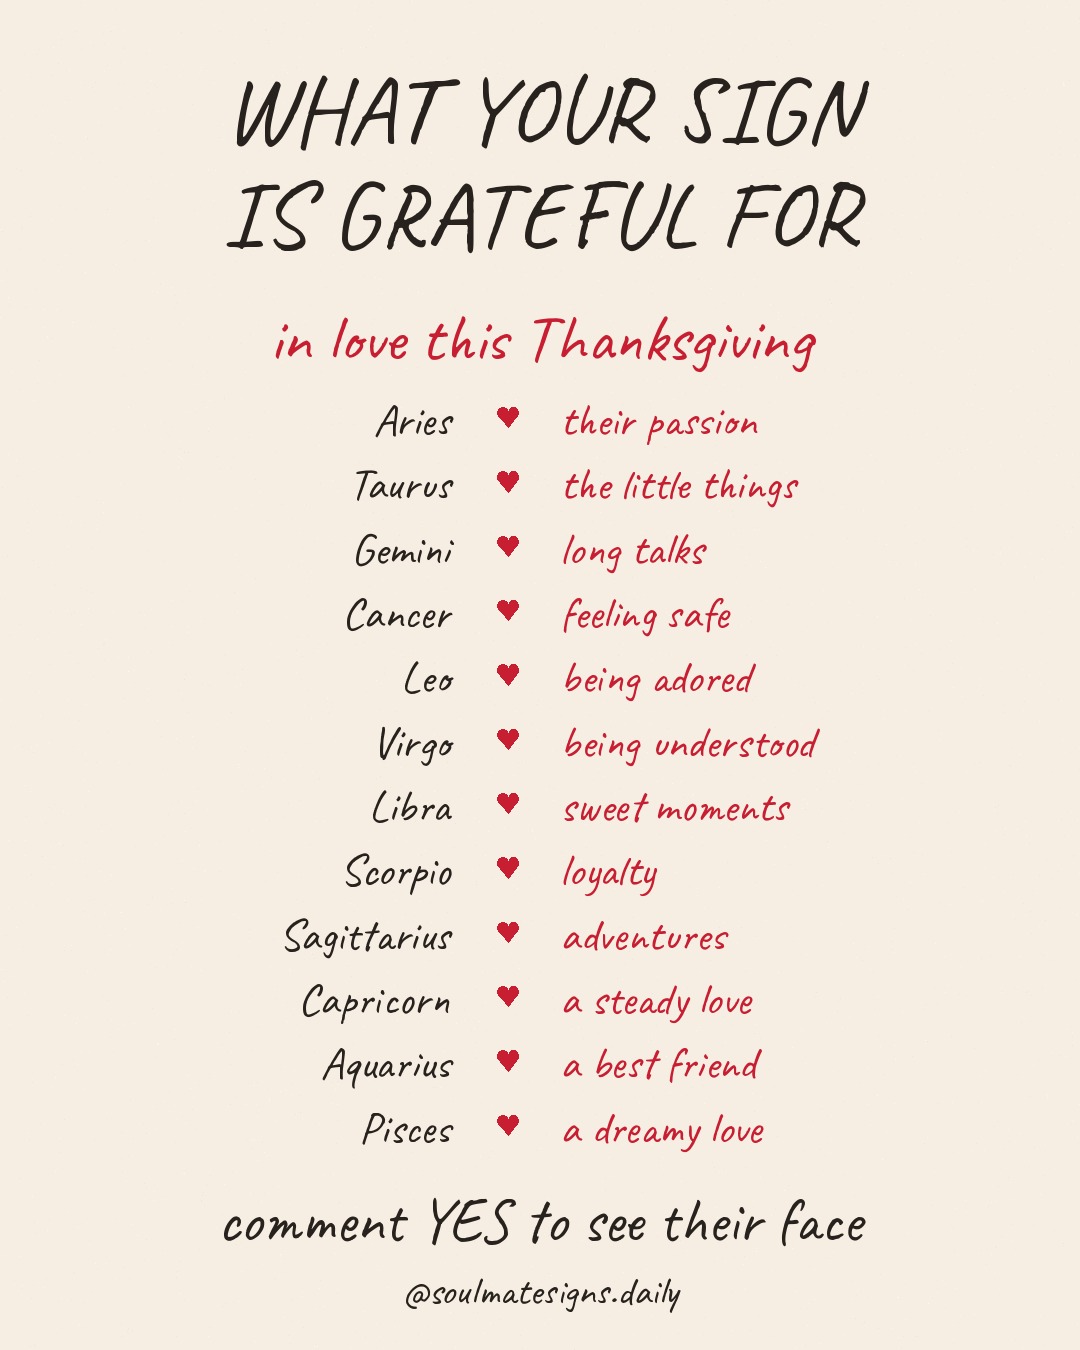 WHAT YOUR SIGN
IS GRATEFUL FOR
in love this Thanksgiving
Aries ♥ their passion
Taurus ♥ the little things
Gemini ♥ long talks
Cancer ♥ feeling safe
Leo ♥ being adored
Virgo ♥ being understood
Libra ♥ sweet moments
Scorpio ♥ loyalty
Sagittarius ♥ adventures
Capricorn ♥ a steady love
Aquarius ♥ a best friend
Pisces ♥ a dreamy love
comment YES to see their face
@soulmatesigns.daily